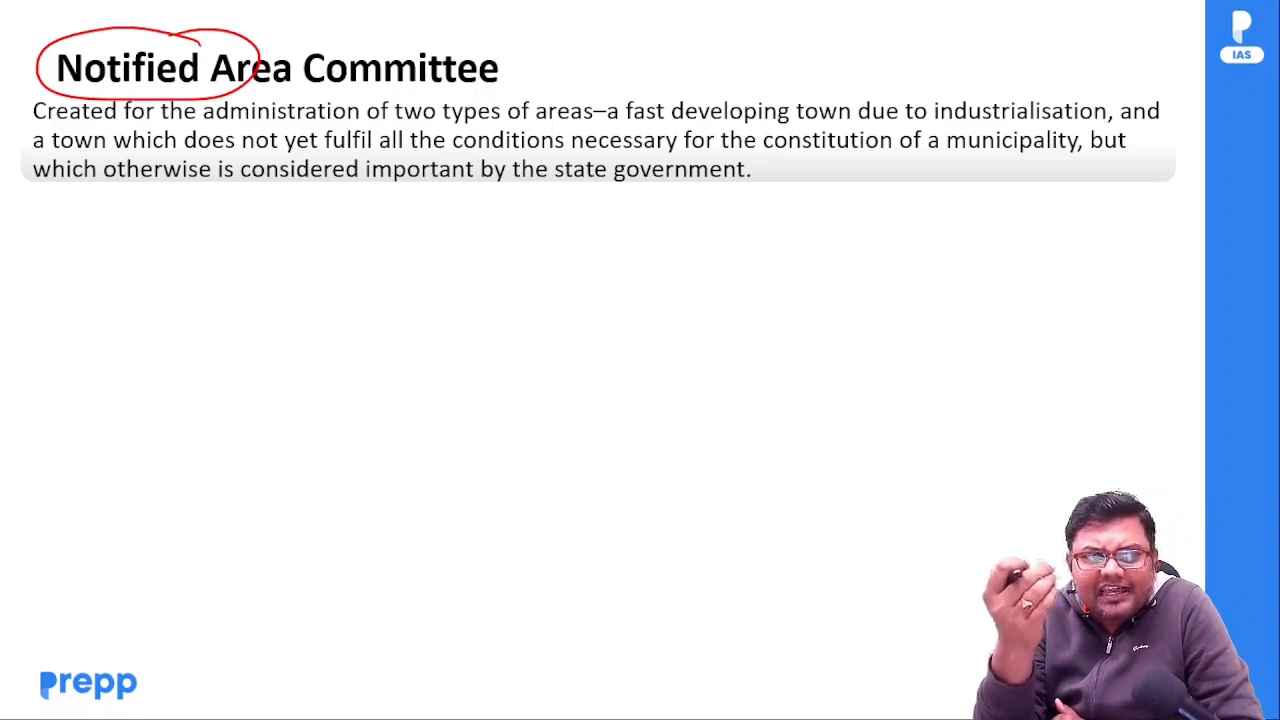 IAS
Notified Area Committee
Created for the administration of two types of areas–a fast developing town due to industrialisation, and
a town which does not yet fulfil all the conditions necessary for the constitution of a municipality, but
which otherwise is considered important by the state government.
prepp